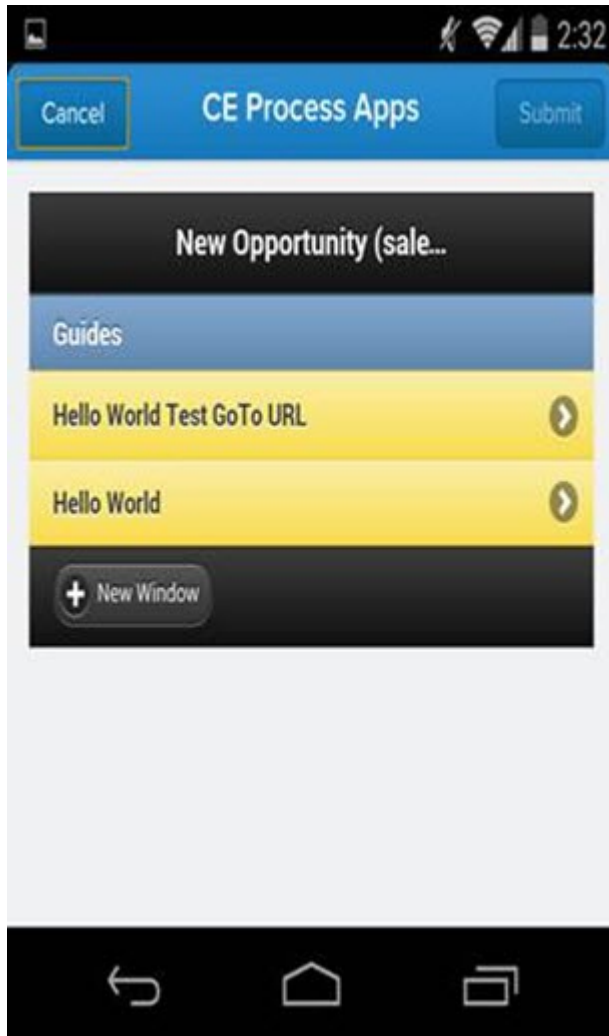 2:32
Cancel CE Process Apps Submit
New Opportunity (sale...
Guides
Hello World Test GoTo URL
Hello World
New Window